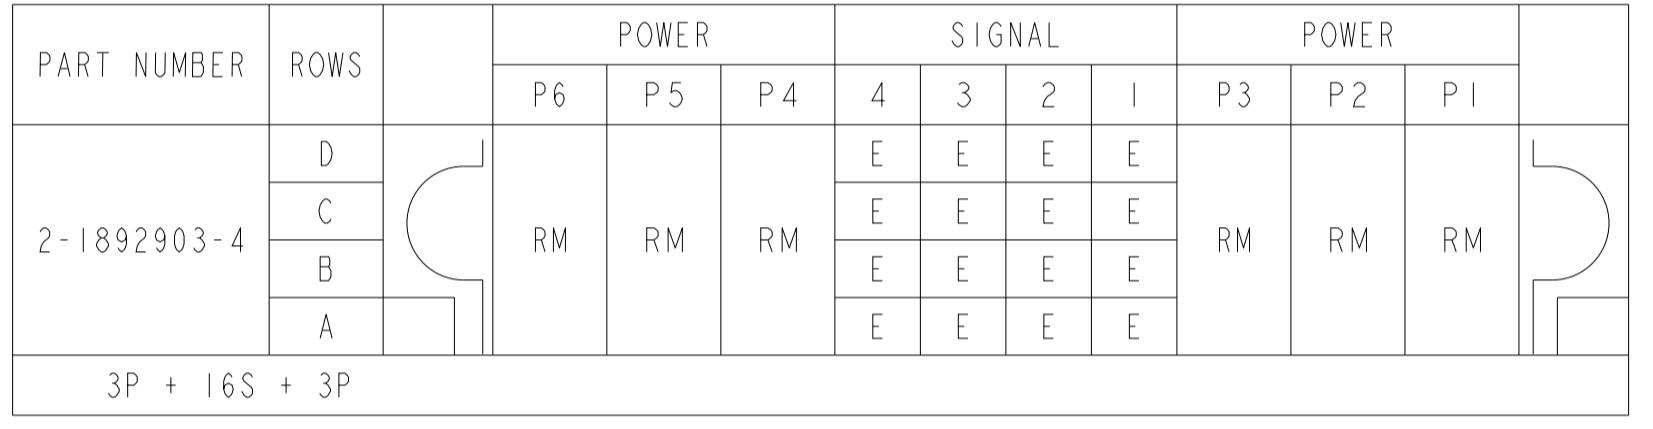 POWER SIGNAL POWER
PART NUMBER ROWS
P6 P5 P4 4 3 2 1 P3 P2 P1
D E E E E
C E E E E
2-1892903-4 RM RM RM RM RM RM
B E E E E
A E E E E
3P + 16S + 3P